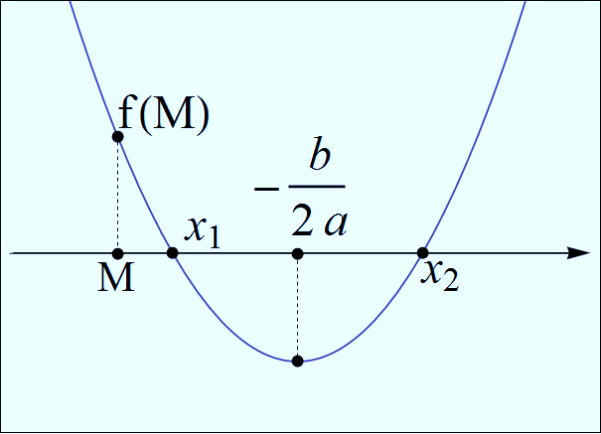 f(M)
−b/2a
x₁
M
x₂